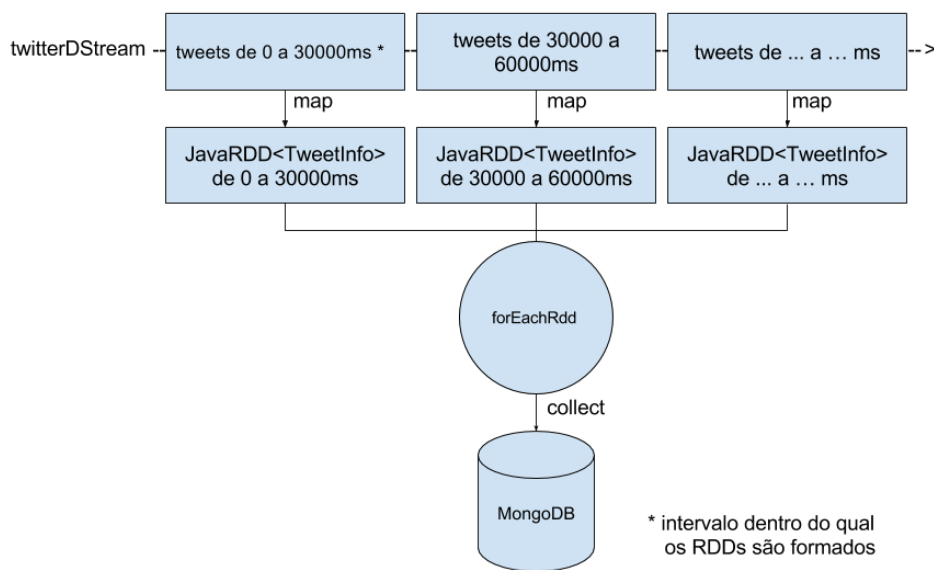 twitterDStream
tweets de 0 a 30000ms *
tweets de 30000 a
60000ms
tweets de ... a … ms
map
map
map
JavaRDD<TweetInfo>
de 0 a 30000ms
JavaRDD<TweetInfo>
de 30000 a 60000ms
JavaRDD<TweetInfo>
de ... a … ms
forEachRdd
collect
MongoDB
* intervalo dentro do qual
os RDDs são formados